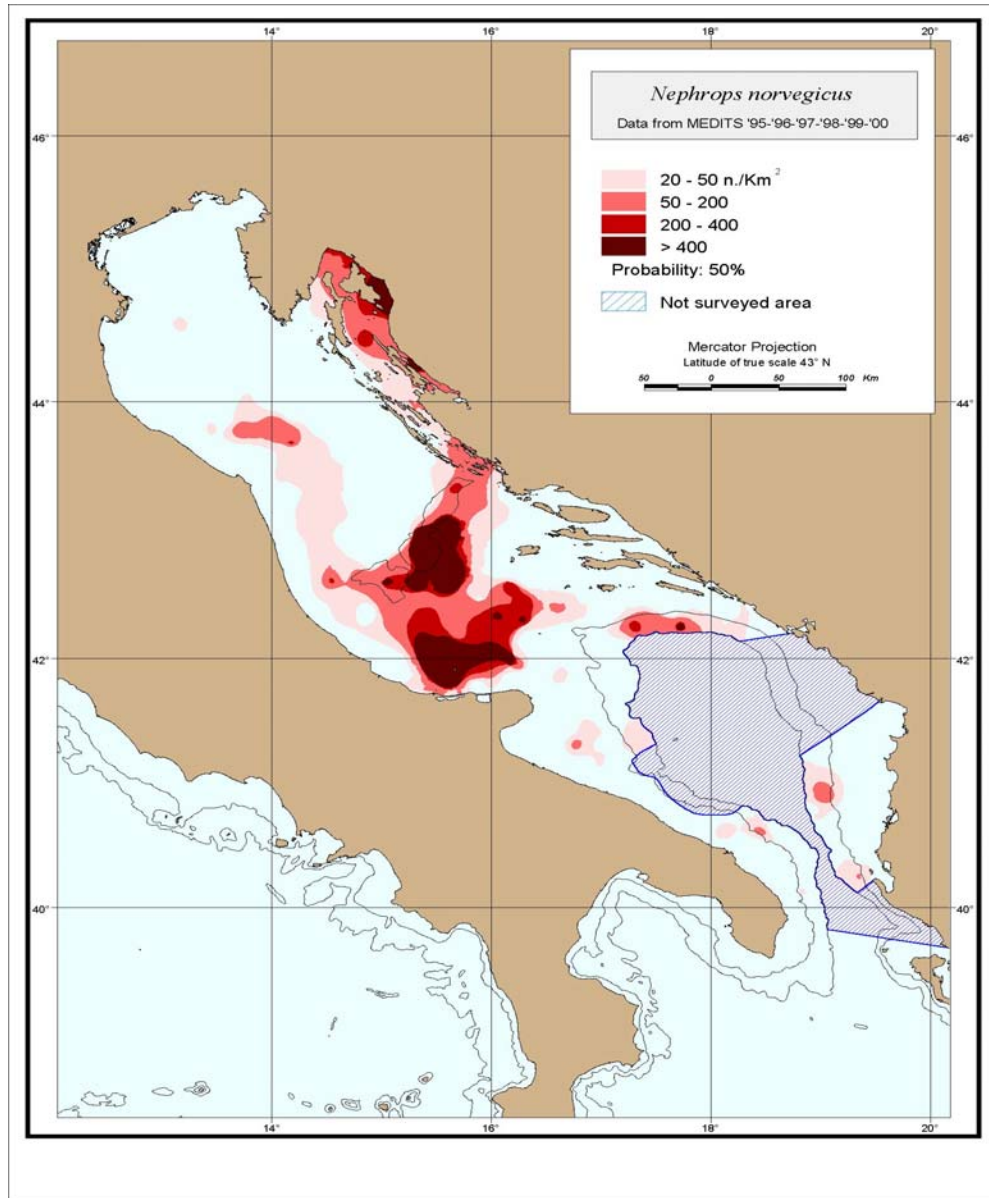 14° 16° 18° 20°
Nephrops norvegicus
Data from MEDITS '95-'96-'97-'98-'99-'00
46° 46°
20 - 50 n./Km 2
50 - 200
200 - 400
> 400
Probability: 50%
Not surveyed area
Mercator Projection
Latitude of true scale 43° N
50 0 50 100 Km
44° 44°
42° 42°
40° 40°
14° 16° 18° 20°